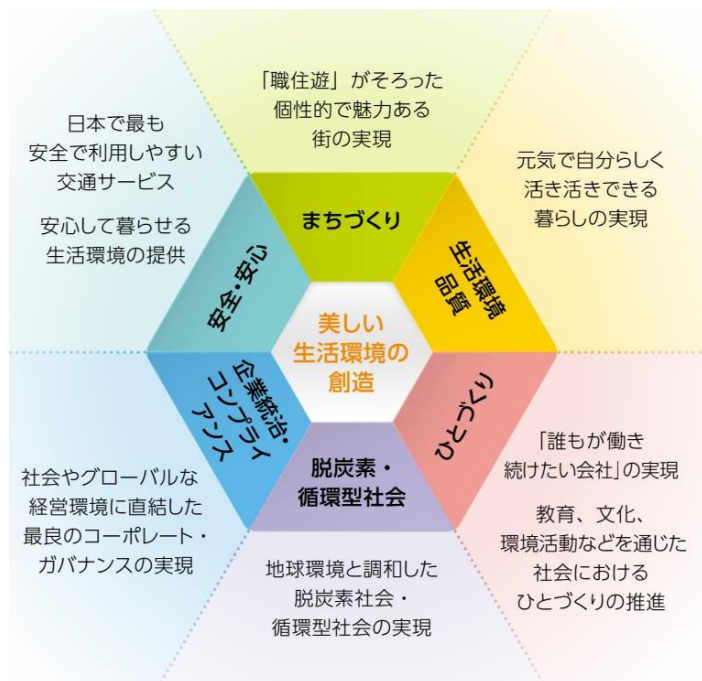 「職住遊」がそろった
個性的で魅力ある
街の実現
まちづくり
元気で自分らしく
活き活きできる
暮らしの実現
生活環境
品質
「誰もが働き
続けたい会社」の実現
教育、文化、
環境活動などを通じた
社会における
ひとづくりの推進
ひとづくり
地球環境と調和した
脱炭素社会・
循環型社会の実現
脱炭素・
循環型社会
社会やグローバルな
経営環境に直結した
最良のコーポレート・
ガバナンスの実現
企業統治・
コンプライ
アンス
日本で最も
安全で利用しやすい
交通サービス
安心して暮らせる
生活環境の提供
安全・安心
美しい
生活環境の
創造